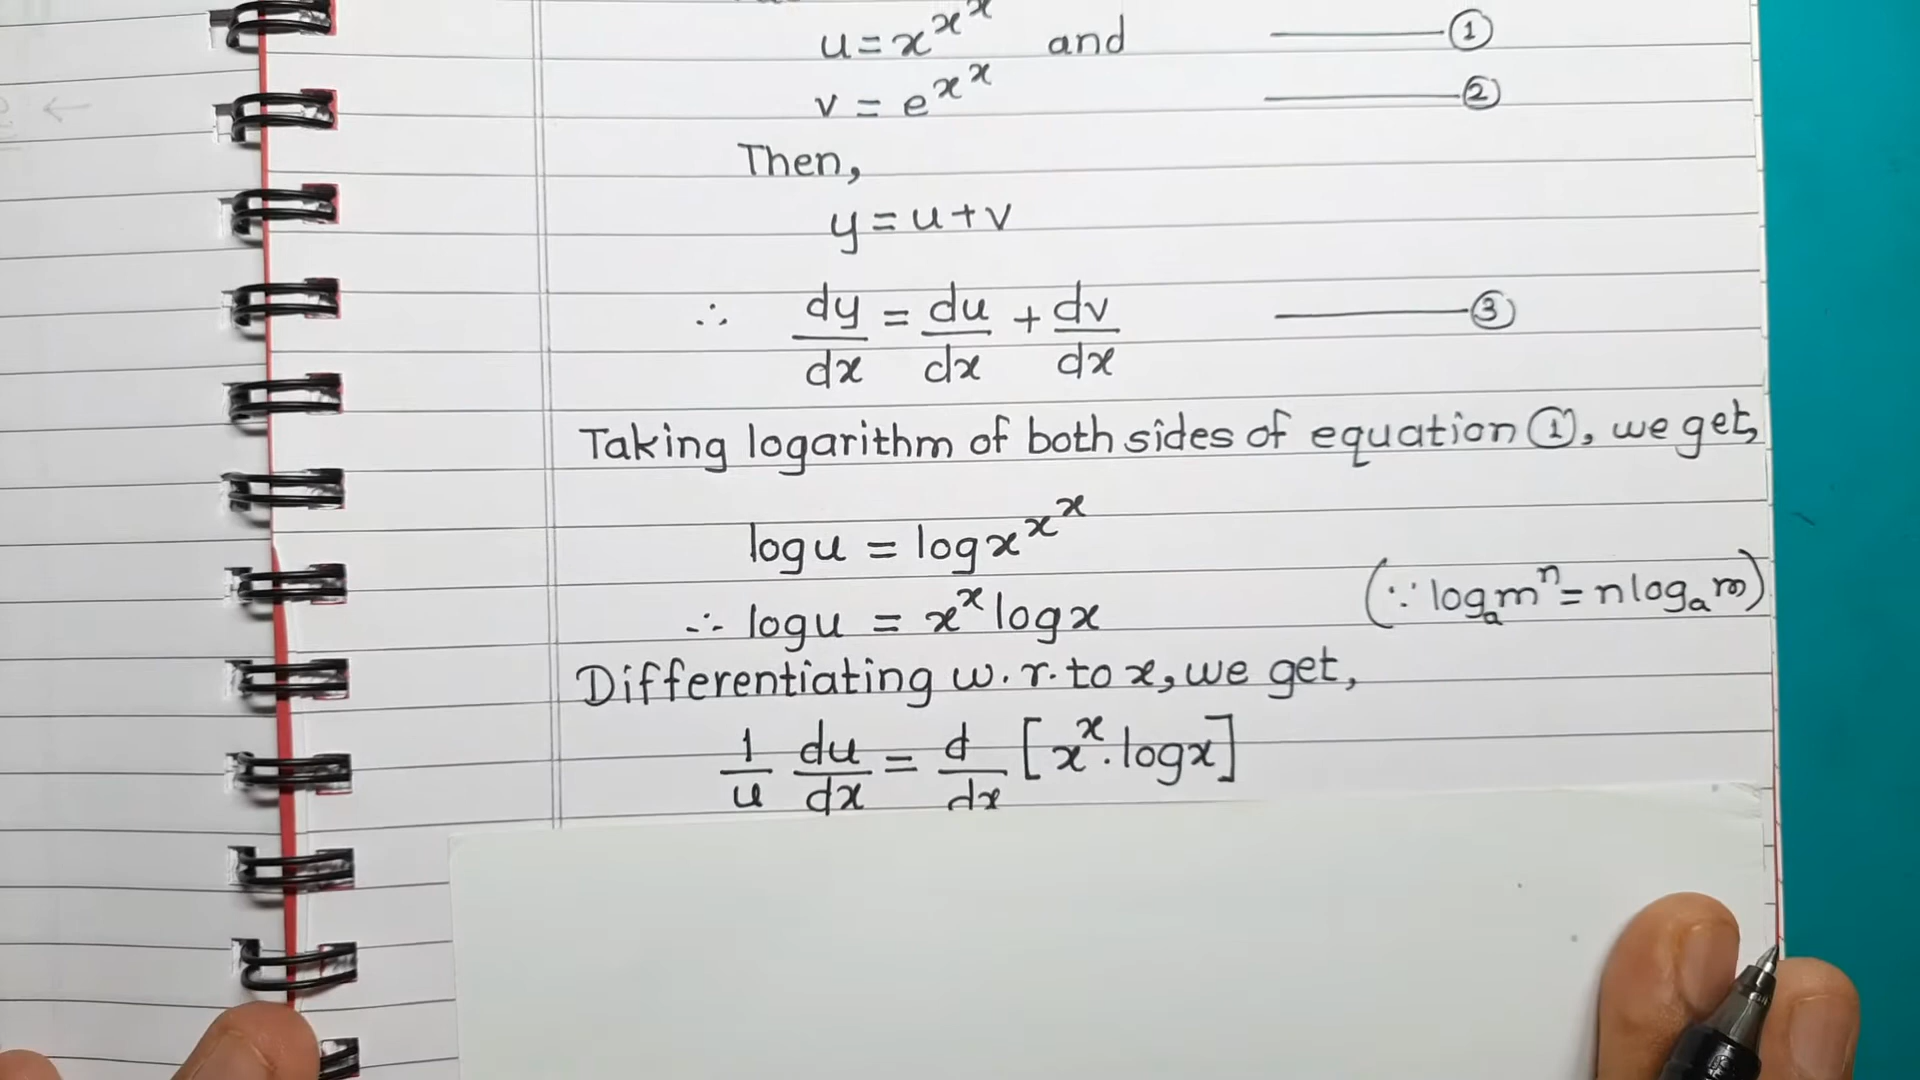 u = x^x^x and ——— ①
v = e^x^x ——— ②
Then,
y = u + v
∴ dy/dx = du/dx + dv/dx ——— ③
Taking logarithm of both sides of equation ①, we get,
log u = log x^x^x
∴ log u = x^x log x (∵ log_a m^n = n log_a m)
Differentiating w.r.to x, we get,
1/u du/dx = d/dx [x^x . log x]